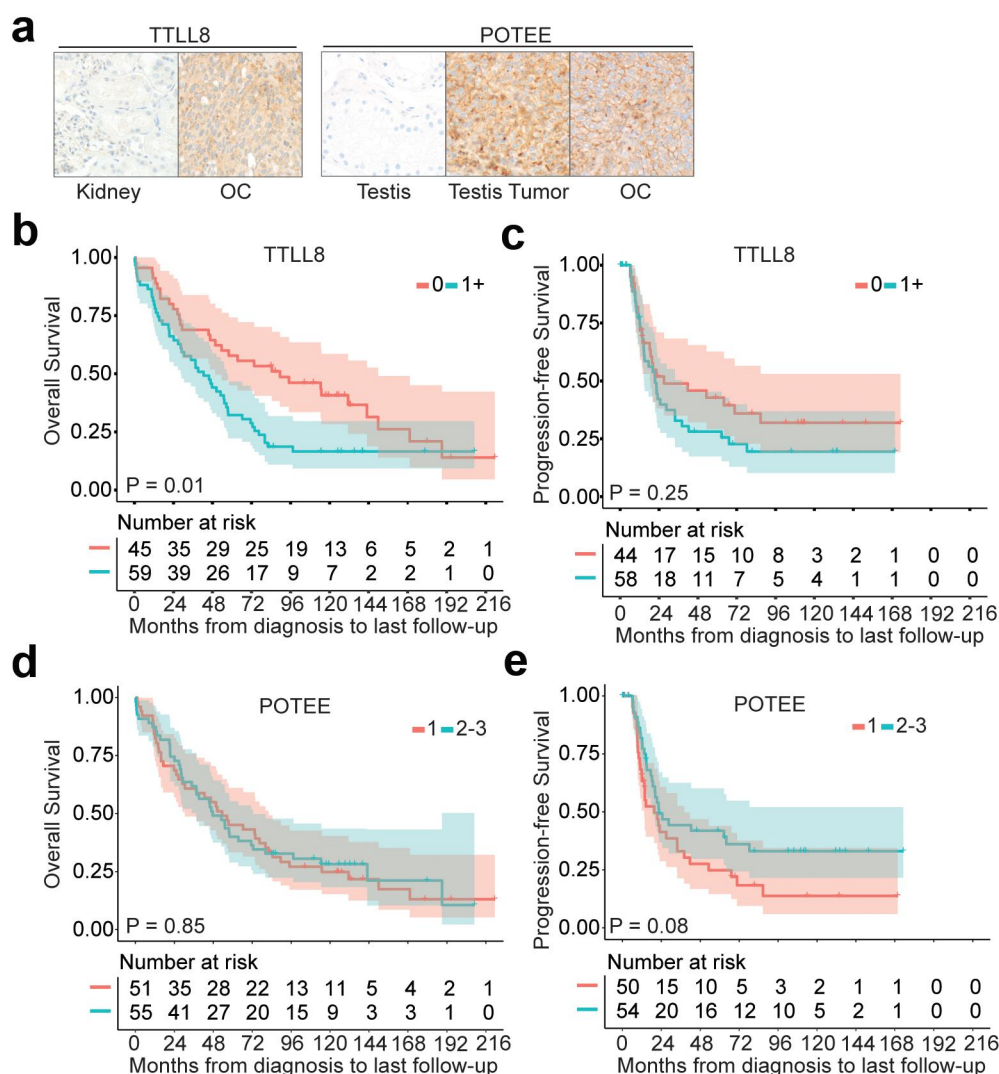 a
TTLL8 POTEE
Kidney OC Testis Testis Tumor OC
b
TTLL8
0 1+
Overall Survival
1.00
0.75
0.50
0.25
0.00
P = 0.01
Number at risk
45 35 29 25 19 13 6 5 2 1
59 39 26 17 9 7 2 2 1 0
0 24 48 72 96 120 144 168 192 216
Months from diagnosis to last follow-up
c
TTLL8
0 1+
Progression-free Survival
1.00
0.75
0.50
0.25
0.00
P = 0.25
Number at risk
44 17 15 10 8 3 2 1 0 0
58 18 11 7 5 4 1 1 0 0
0 24 48 72 96 120 144 168 192 216
Months from diagnosis to last follow-up
d
POTEE
1 2-3
Overall Survival
1.00
0.75
0.50
0.25
0.00
P = 0.85
Number at risk
51 35 28 22 13 11 5 4 2 1
55 41 27 20 15 9 3 3 1 0
0 24 48 72 96 120 144 168 192 216
Months from diagnosis to last follow-up
e
POTEE
1 2-3
Progression-free Survival
1.00
0.75
0.50
0.25
0.00
P = 0.08
Number at risk
50 15 10 5 3 2 1 1 0 0
54 20 16 12 10 5 2 1 0 0
0 24 48 72 96 120 144 168 192 216
Months from diagnosis to last follow-up